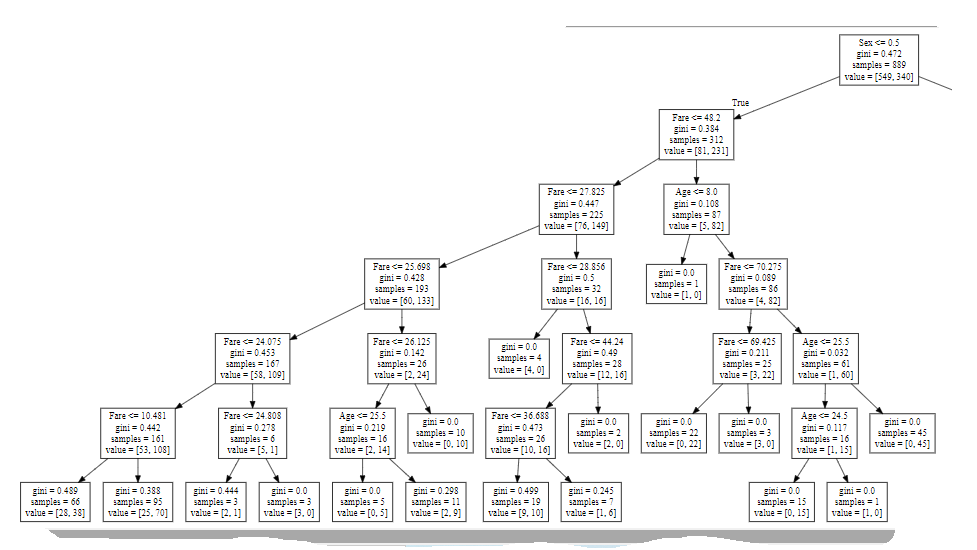 Sex <= 0.5
gini = 0.472
samples = 889
value = [549, 340]
True
Fare <= 48.2
gini = 0.384
samples = 312
value = [81, 231]
Fare <= 27.825
gini = 0.447
samples = 225
value = [76, 149]
Age <= 8.0
gini = 0.108
samples = 87
value = [5, 82]
Fare <= 25.698
gini = 0.428
samples = 193
value = [60, 133]
Fare <= 28.856
gini = 0.5
samples = 32
value = [16, 16]
gini = 0.0
samples = 1
value = [1, 0]
Fare <= 70.275
gini = 0.089
samples = 86
value = [4, 82]
Fare <= 24.075
gini = 0.453
samples = 167
value = [58, 109]
Fare <= 26.125
gini = 0.142
samples = 26
value = [2, 24]
gini = 0.0
samples = 4
value = [4, 0]
Fare <= 44.24
gini = 0.49
samples = 28
value = [12, 16]
Fare <= 69.425
gini = 0.211
samples = 25
value = [3, 22]
Age <= 25.5
gini = 0.032
samples = 61
value = [1, 60]
Fare <= 10.481
gini = 0.442
samples = 161
value = [53, 108]
Fare <= 24.808
gini = 0.278
samples = 6
value = [5, 1]
Age <= 25.5
gini = 0.219
samples = 16
value = [2, 14]
gini = 0.0
samples = 10
value = [0, 10]
Fare <= 36.688
gini = 0.473
samples = 26
value = [10, 16]
gini = 0.0
samples = 2
value = [2, 0]
gini = 0.0
samples = 22
value = [0, 22]
gini = 0.0
samples = 3
value = [3, 0]
Age <= 24.5
gini = 0.117
samples = 16
value = [1, 15]
gini = 0.0
samples = 45
value = [0, 45]
gini = 0.489
samples = 66
value = [28, 38]
gini = 0.388
samples = 95
value = [25, 70]
gini = 0.444
samples = 3
value = [2, 1]
gini = 0.0
samples = 3
value = [3, 0]
gini = 0.0
samples = 5
value = [0, 5]
gini = 0.298
samples = 11
value = [2, 9]
gini = 0.499
samples = 19
value = [9, 10]
gini = 0.245
samples = 7
value = [1, 6]
gini = 0.0
samples = 15
value = [0, 15]
gini = 0.0
samples = 1
value = [1, 0]